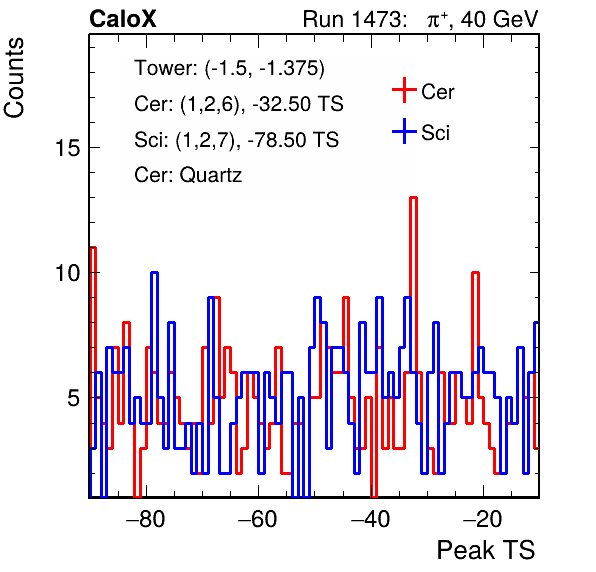 CaloX Run 1473: π⁺, 40 GeV
Counts
Tower: (-1.5, -1.375)
Cer: (1,2,6), -32.50 TS
Sci: (1,2,7), -78.50 TS
Cer: Quartz
Cer
Sci
15
10
5
−80 −60 −40 −20
Peak TS